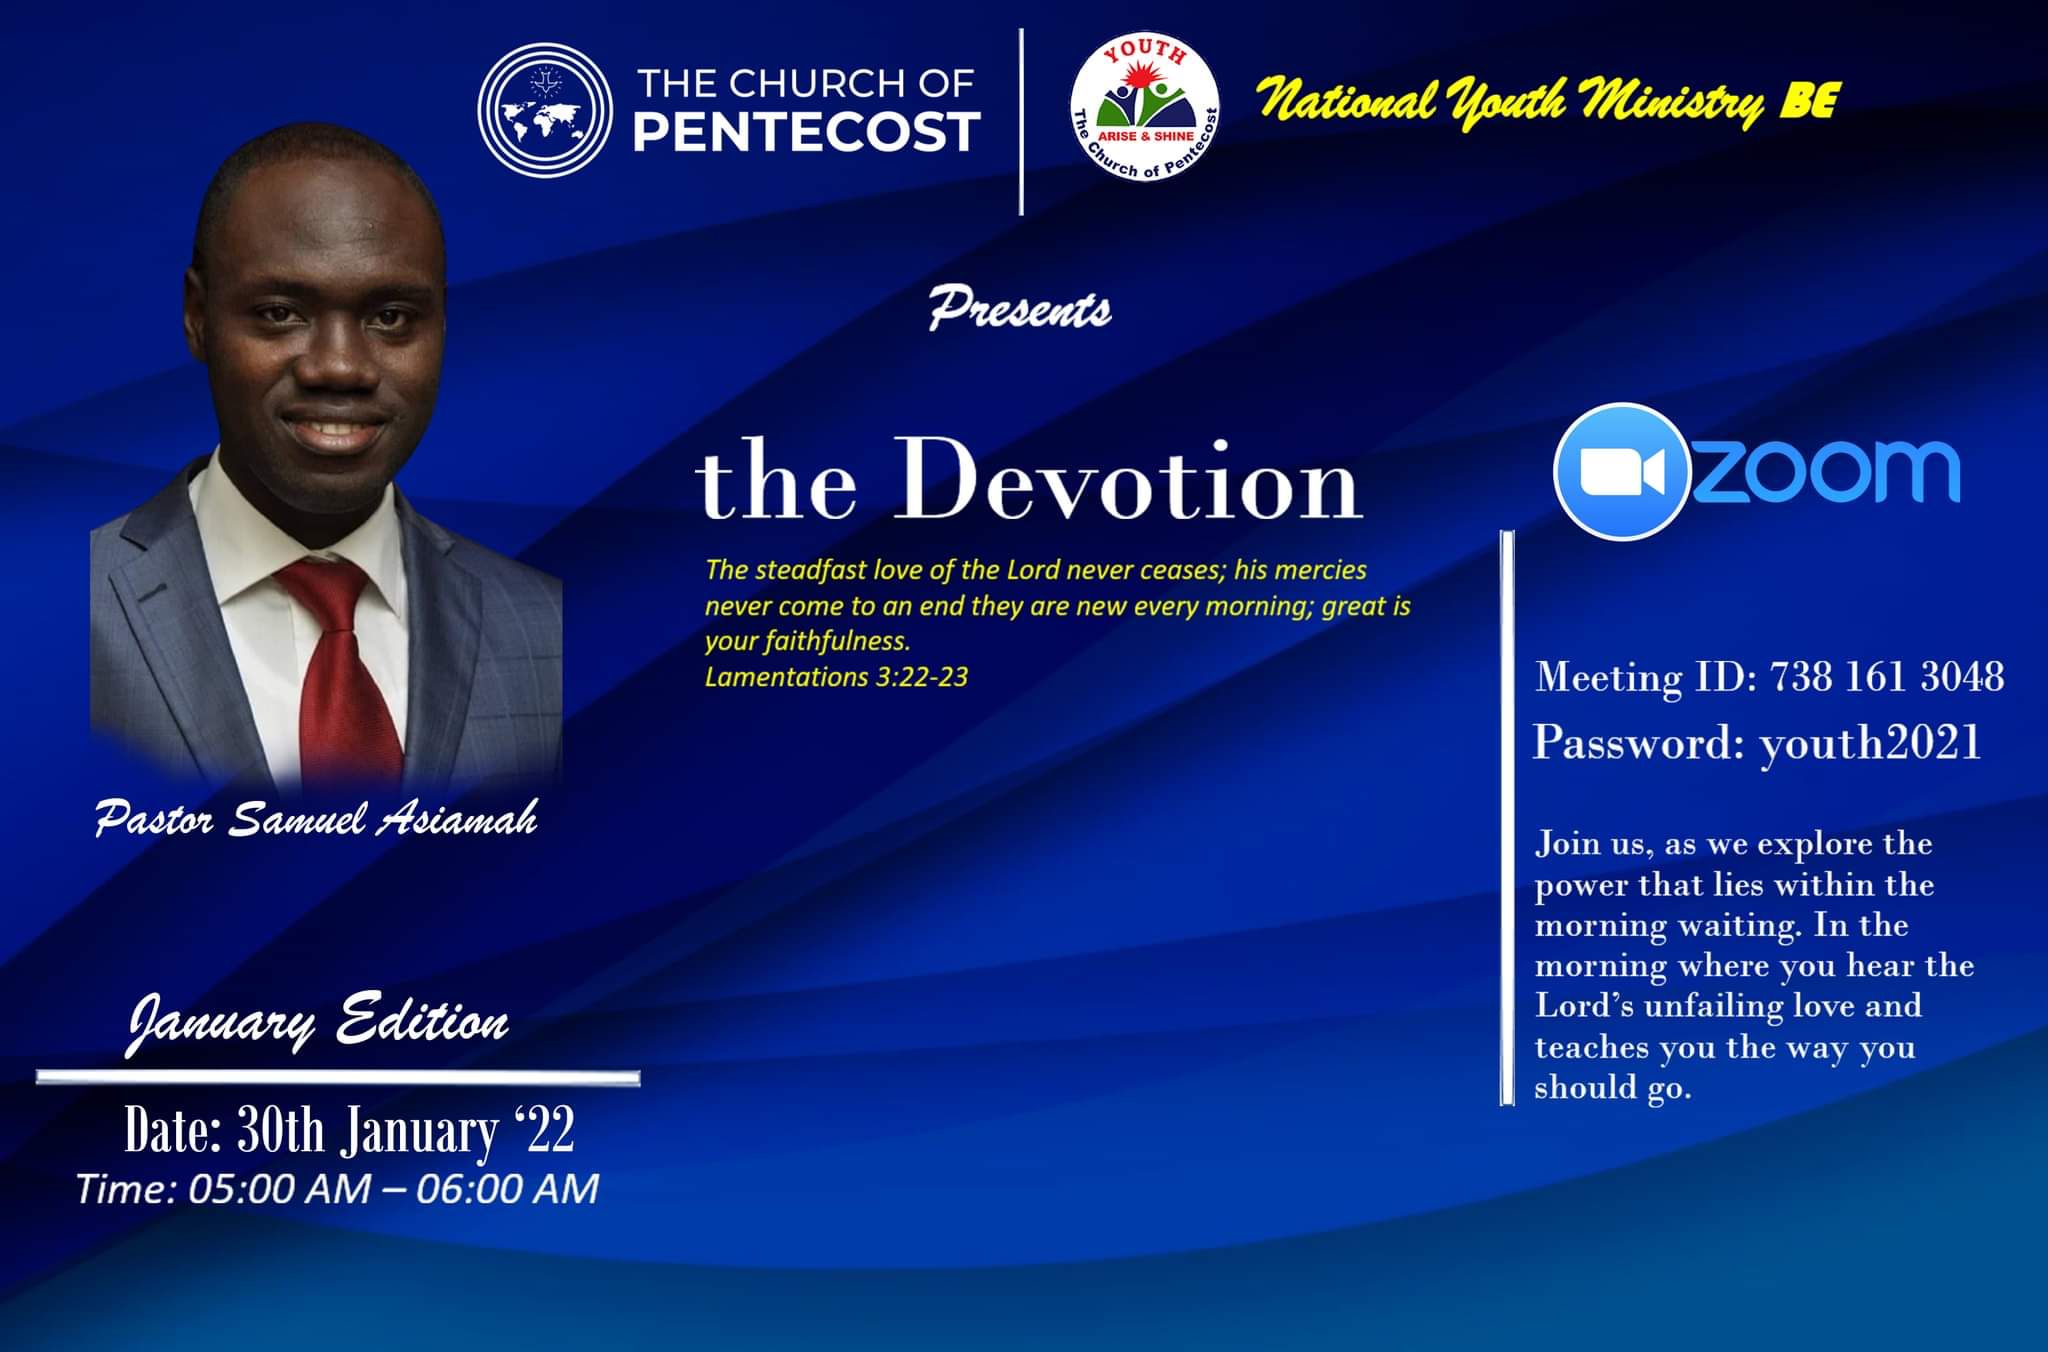 THE CHURCH OF
PENTECOST
YOUTH
ARISE & SHINE
The Church of Pentecost
National Youth Ministry BE
Presents
the Devotion
The steadfast love of the Lord never ceases; his mercies
never come to an end they are new every morning; great is
your faithfulness.
Lamentations 3:22-23
zoom
Meeting ID: 738 161 3048
Password: youth2021
Join us, as we explore the
power that lies within the
morning waiting. In the
morning where you hear the
Lord’s unfailing love and
teaches you the way you
should go.
Pastor Samuel Asiamah
January Edition
Date: 30th January ‘22
Time: 05:00 AM – 06:00 AM